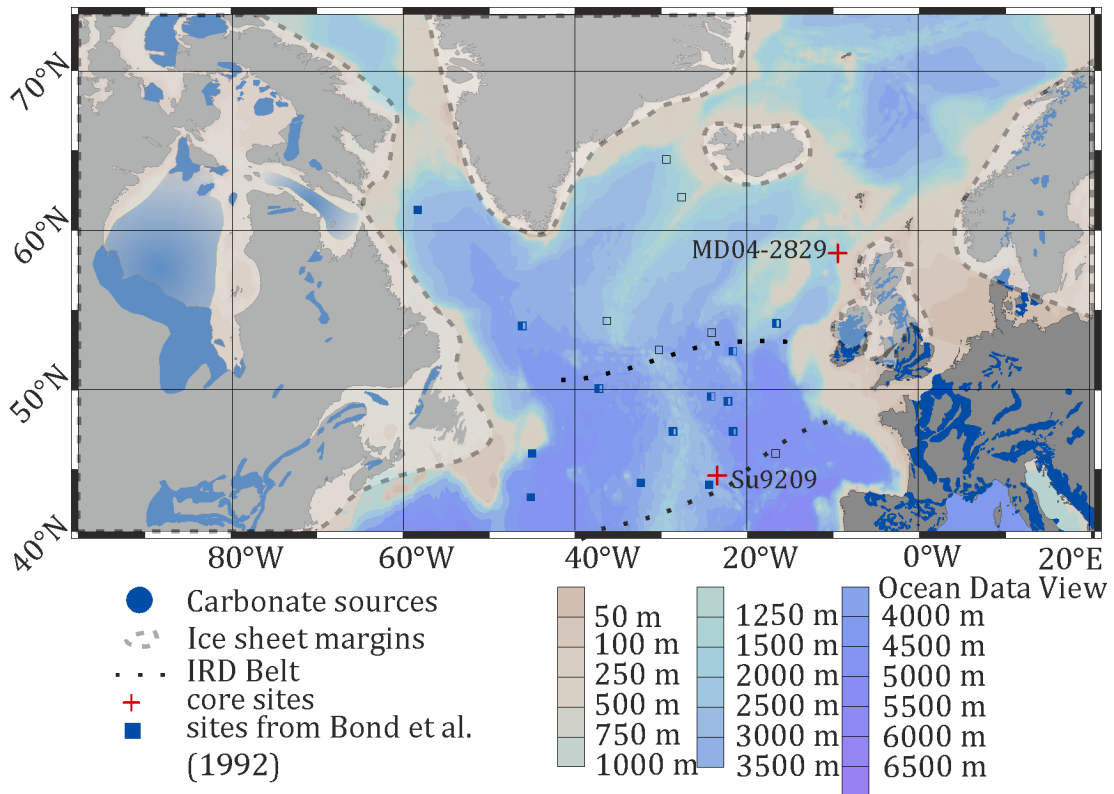 70°N
60°N
50°N
40°N
MD04-2829
Su9209
80°W
60°W
40°W
20°W
0°W
20°E
Ocean Data View
Carbonate sources
Ice sheet margins
IRD Belt
core sites
sites from Bond et al.
(1992)
50 m
100 m
250 m
500 m
750 m
1000 m
1250 m
1500 m
2000 m
2500 m
3000 m
3500 m
4000 m
4500 m
5000 m
5500 m
6000 m
6500 m